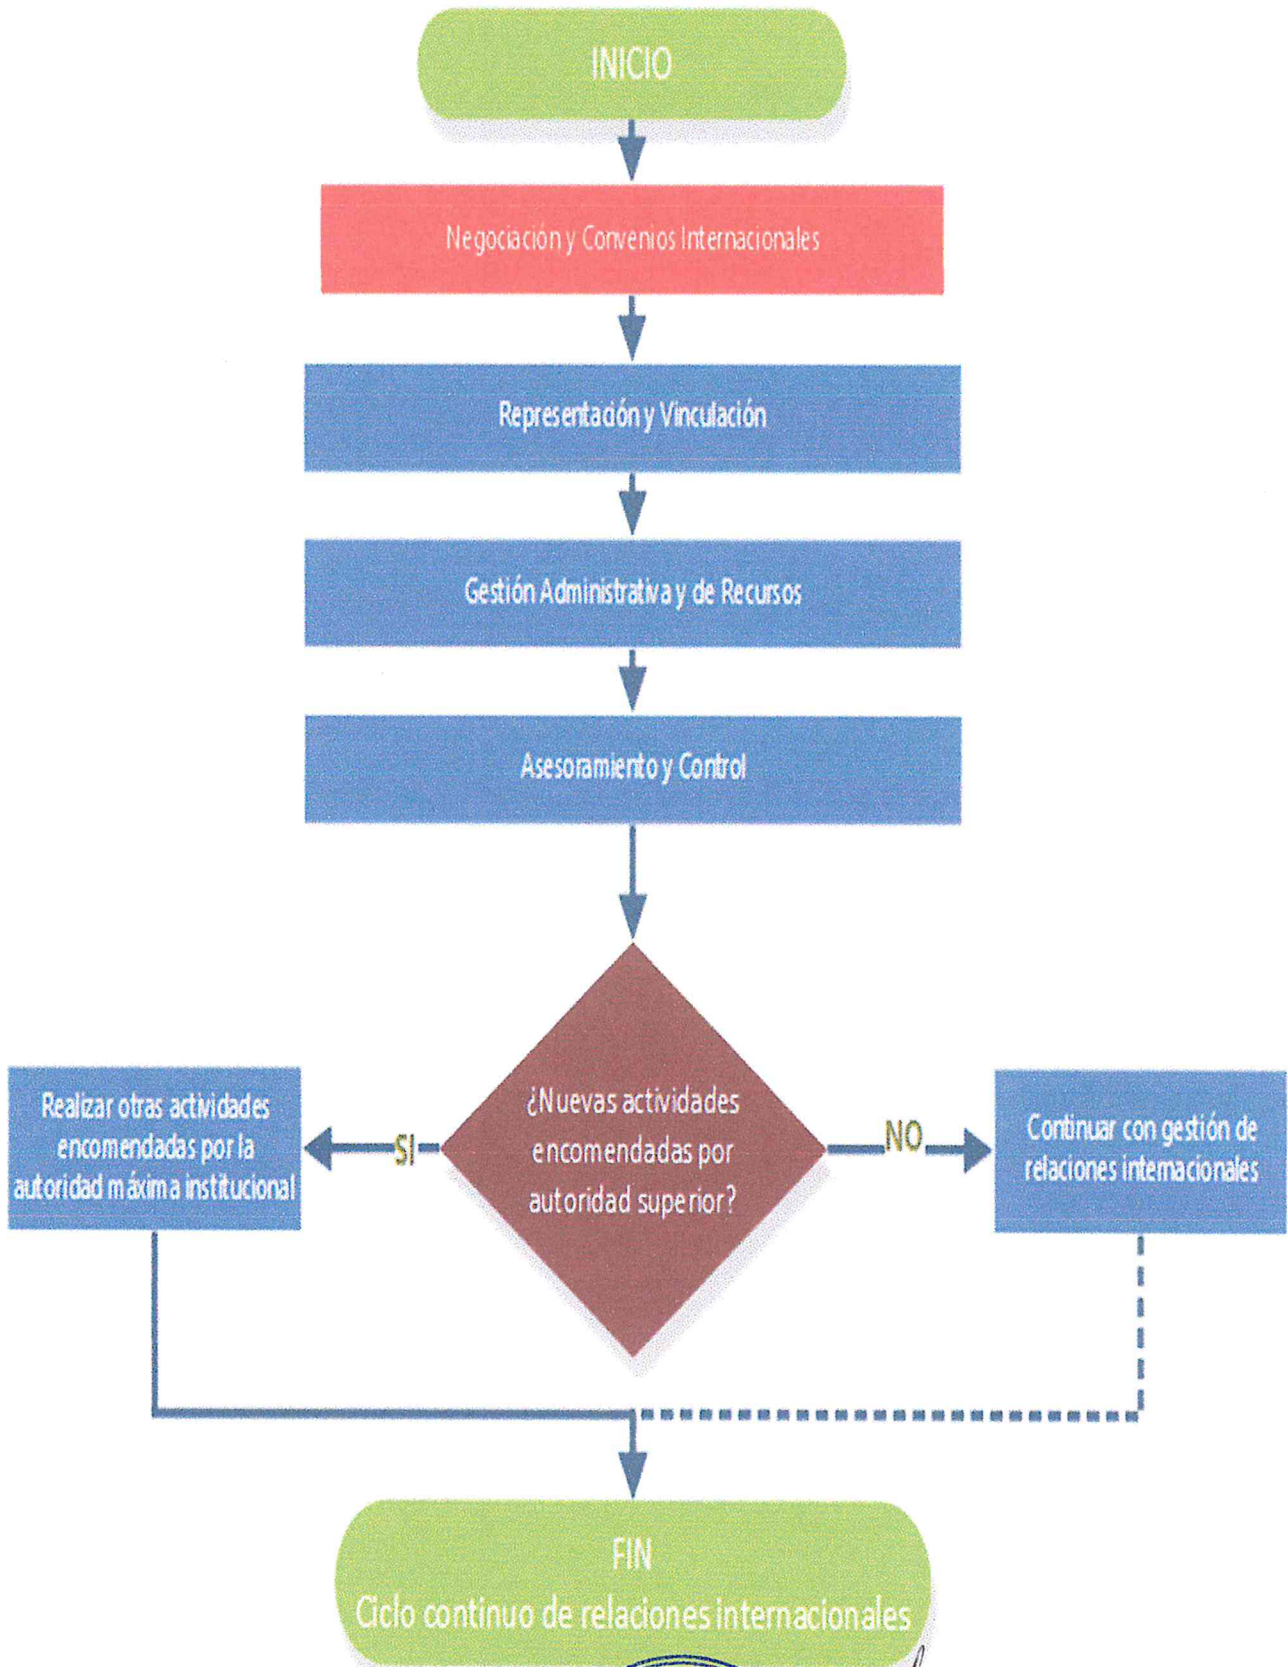 INICIO
Negociación y Convenios Internacionales
Representación y Vinculación
Gestión Administrativa y de Recursos
Asesoramiento y Control
¿Nuevas actividades
encomendadas por
autoridad superior?
SI
Realizar otras actividades
encomendadas por la
autoridad máxima institucional
NO
Continuar con gestión de
relaciones internacionales
FIN
Ciclo continuo de relaciones internacionales